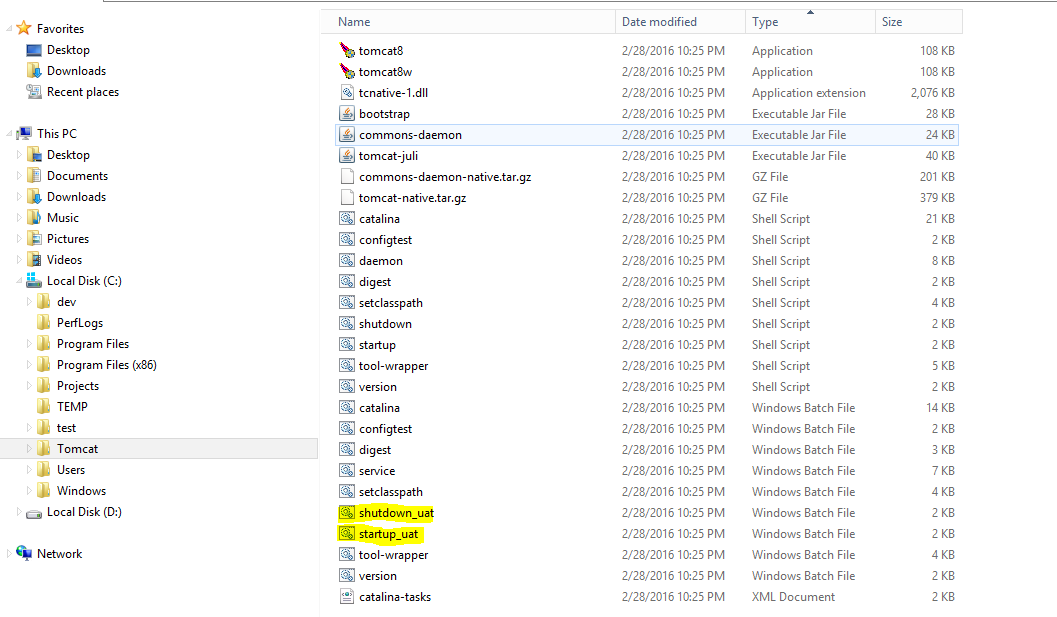 Favorites
Desktop
Downloads
Recent places
This PC
Desktop
Documents
Downloads
Music
Pictures
Videos
Local Disk (C:)
dev
PerfLogs
Program Files
Program Files (x86)
Projects
TEMP
test
Tomcat
Users
Windows
Local Disk (D:)
Network
Name Date modified Type Size
tomcat8 2/28/2016 10:25 PM Application 108 KB
tomcat8w 2/28/2016 10:25 PM Application 108 KB
tcnative-1.dll 2/28/2016 10:25 PM Application extension 2,076 KB
bootstrap 2/28/2016 10:25 PM Executable Jar File 28 KB
commons-daemon 2/28/2016 10:25 PM Executable Jar File 24 KB
tomcat-juli 2/28/2016 10:25 PM Executable Jar File 40 KB
commons-daemon-native.tar.gz 2/28/2016 10:25 PM GZ File 201 KB
tomcat-native.tar.gz 2/28/2016 10:25 PM GZ File 379 KB
catalina 2/28/2016 10:25 PM Shell Script 21 KB
configtest 2/28/2016 10:25 PM Shell Script 2 KB
daemon 2/28/2016 10:25 PM Shell Script 8 KB
digest 2/28/2016 10:25 PM Shell Script 2 KB
setclasspath 2/28/2016 10:25 PM Shell Script 4 KB
shutdown 2/28/2016 10:25 PM Shell Script 2 KB
startup 2/28/2016 10:25 PM Shell Script 2 KB
tool-wrapper 2/28/2016 10:25 PM Shell Script 5 KB
version 2/28/2016 10:25 PM Shell Script 2 KB
catalina 2/28/2016 10:25 PM Windows Batch File 14 KB
configtest 2/28/2016 10:25 PM Windows Batch File 2 KB
digest 2/28/2016 10:25 PM Windows Batch File 3 KB
service 2/28/2016 10:25 PM Windows Batch File 7 KB
setclasspath 2/28/2016 10:25 PM Windows Batch File 4 KB
shutdown_uat 2/28/2016 10:25 PM Windows Batch File 2 KB
startup_uat 2/28/2016 10:25 PM Windows Batch File 2 KB
tool-wrapper 2/28/2016 10:25 PM Windows Batch File 4 KB
version 2/28/2016 10:25 PM Windows Batch File 2 KB
catalina-tasks 2/28/2016 10:25 PM XML Document 2 KB